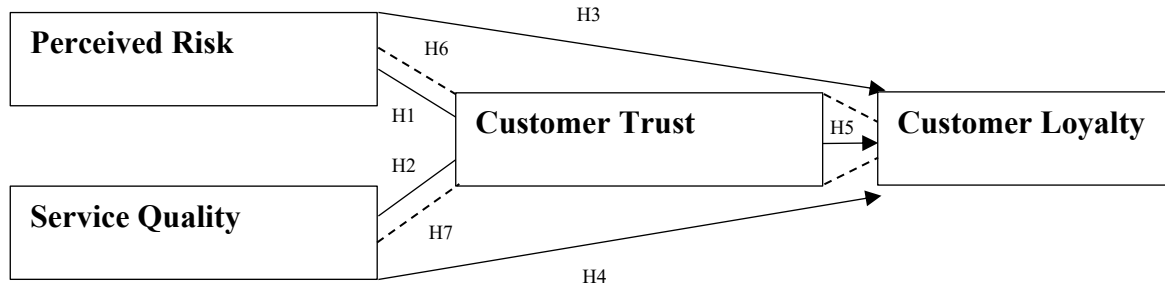 H3
Perceived Risk
H6
H1
Customer Trust
H5
Customer Loyalty
H2
Service Quality
H7
H4